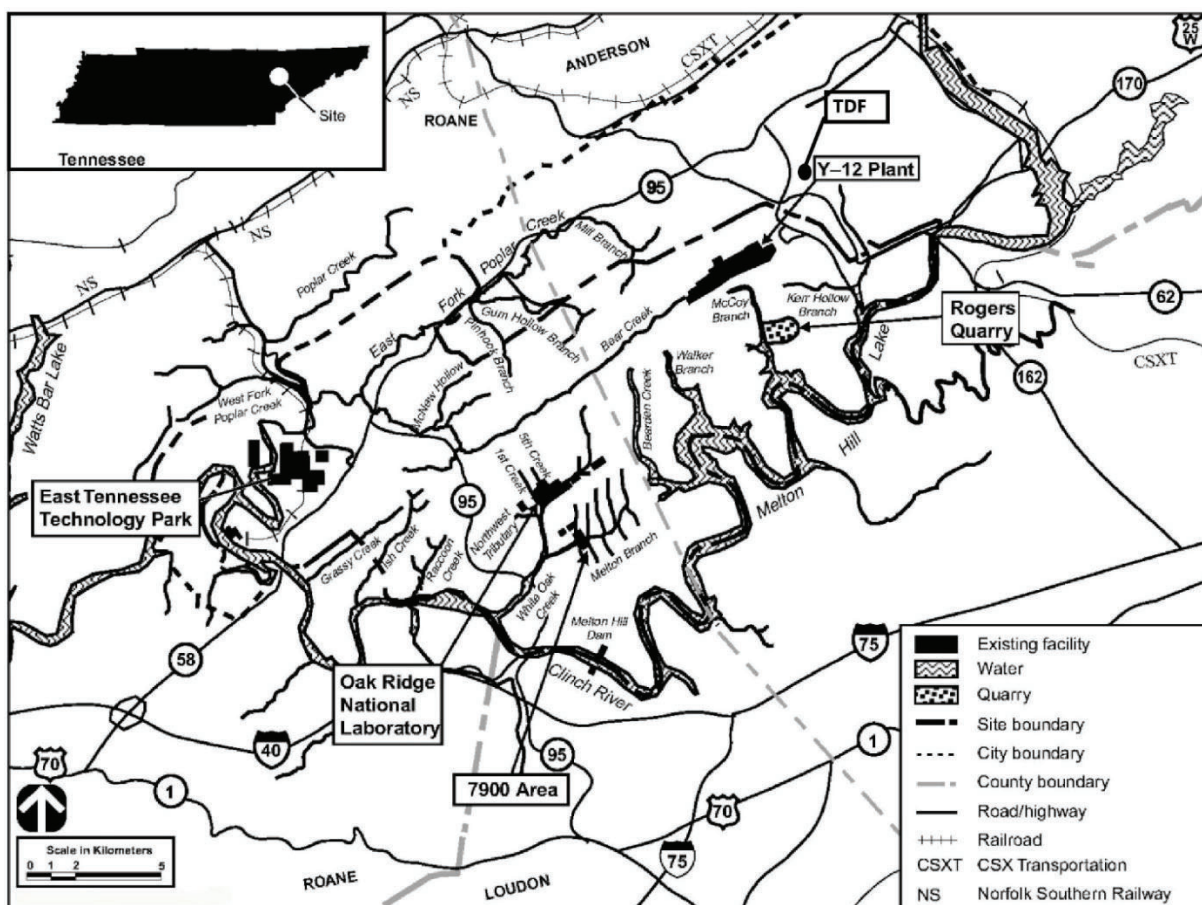 Tennessee
Site
ANDERSON
ROANE
CSXT
NS
25
W
170
TDF
Y–12 Plant
95
NS
NS
Poplar Creek
East Fork Poplar Creek
Mill Branch
Gum Hollow Branch
Pinhook Branch
Bear Creek
McCoy
Branch
Kerr Hollow
Branch
Rogers
Quarry
62
CSXT
162
Watts Bar Lake
West Fork
Poplar Creek
McNew Hollow
Walker
Branch
Bearden Creek
Melton Hill Lake
East Tennessee
Technology Park
95
5th Creek
1st Creek
Northwest
Tributary
Grassy Creek
Ish Creek
Raccoon
Creek
Melton Branch
White Oak
Creek
Melton Hill
Dam
Clinch River
58
Oak Ridge
National
Laboratory
7900 Area
40
70
1
95
75
1
70
75
Scale in Kilometers
0 1 2 5
ROANE
LOUDON
Existing facility
Water
Quarry
Site boundary
City boundary
County boundary
Road/highway
Railroad
CSXT CSX Transportation
NS Norfolk Southern Railway